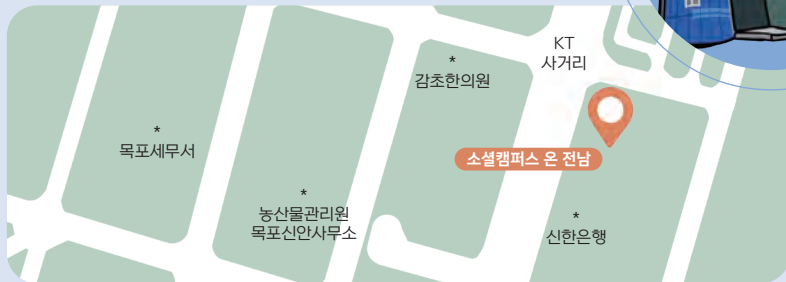 KT
사거리
*
감초한의원
*
목포세무서
소셜캠퍼스 온 전남
*
농산물관리원
목포신안사무소
*
신한은행